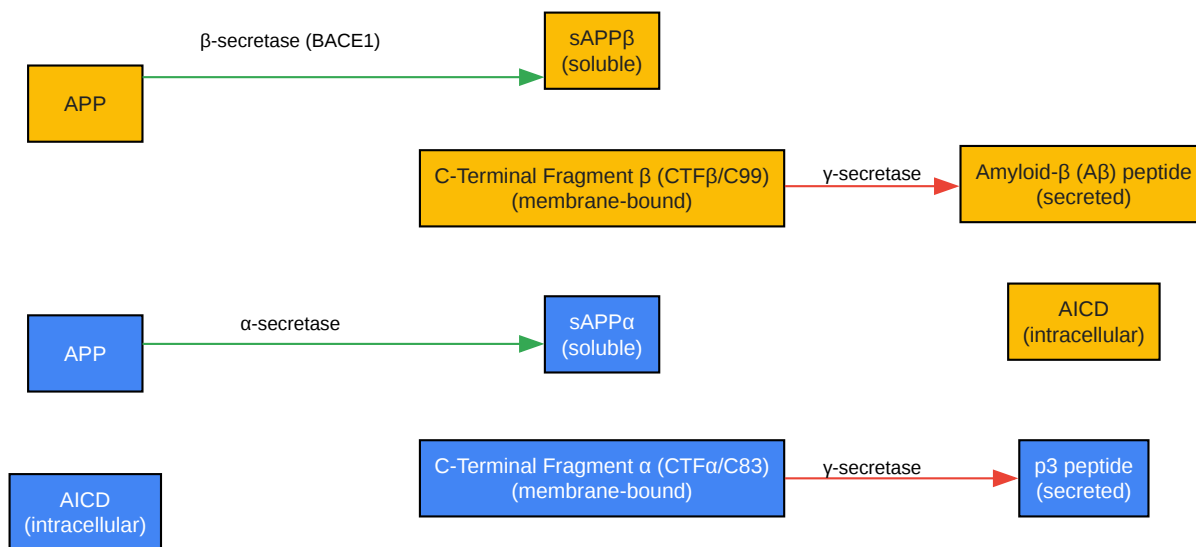 β-secretase (BACE1)
sAPPβ
(soluble)
APP
C-Terminal Fragment β (CTFβ/C99)
(membrane-bound)
γ-secretase
Amyloid-β (Aβ) peptide
(secreted)
AICD
(intracellular)
α-secretase
sAPPα
(soluble)
APP
C-Terminal Fragment α (CTFα/C83)
(membrane-bound)
γ-secretase
p3 peptide
(secreted)
AICD
(intracellular)